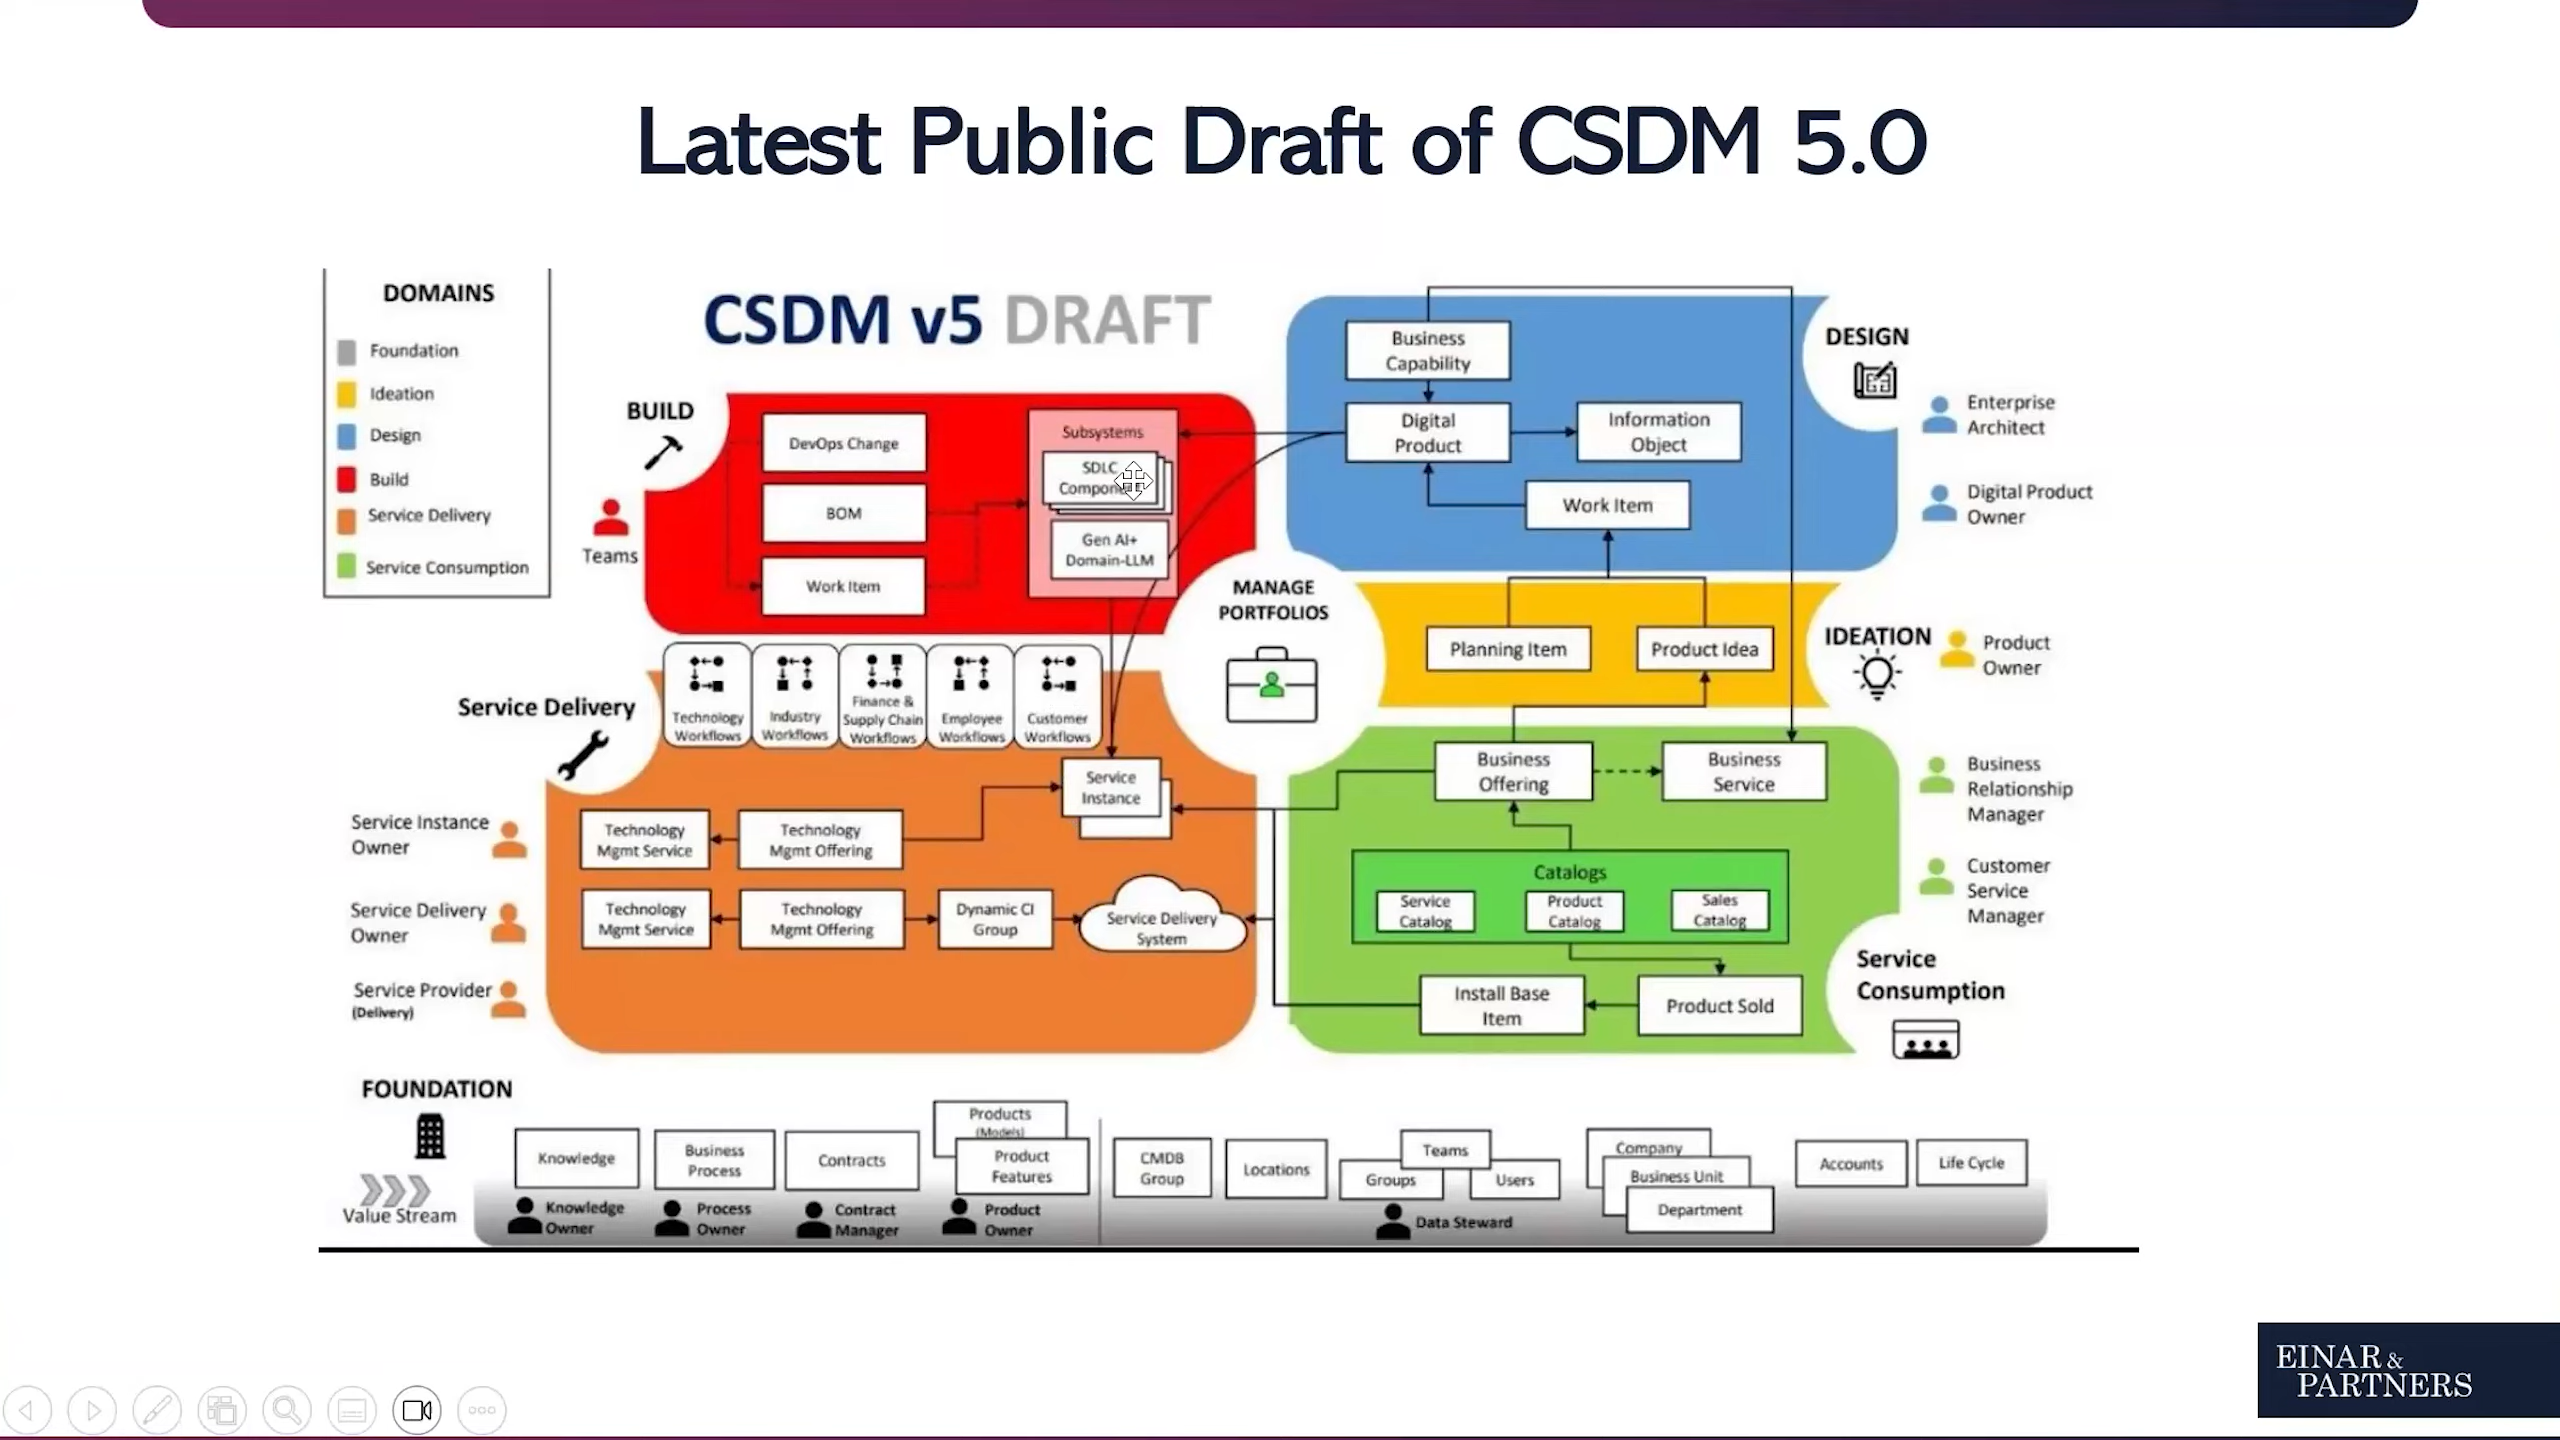 Latest Public Draft of CSDM 5.0
DOMAINS
Foundation
Ideation
Design
Build
Service Delivery
Service Consumption
CSDM v5 DRAFT
BUILD
Teams
DevOps Change
BOM
Work Item
Subsystems
SDLC
Gen AI+
Domain-LLM
MANAGE
PORTFOLIOS
Business
Capability
Digital
Product
Information
Object
Work Item
DESIGN
Enterprise
Architect
Digital Product
Owner
Planning Item
Product Idea
IDEATION
Product
Owner
Service Delivery
Technology
Workflows
Industry
Workflows
Finance &
Supply Chain
Workflows
Employee
Workflows
Customer
Workflows
Service
Instance
Technology
Mgmt Service
Technology
Mgmt Offering
Technology
Mgmt Service
Technology
Mgmt Offering
Dynamic CI
Group
Service Delivery
System
Service Instance
Owner
Service Delivery
Owner
Service Provider
(Delivery)
Business
Offering
Business
Service
Catalogs
Service
Catalog
Product
Catalog
Sales
Catalog
Install Base
Item
Product Sold
Business
Relationship
Manager
Customer
Service
Manager
Service
Consumption
FOUNDATION
Value Stream
Knowledge
Business
Process
Contracts
Products
(Models)
Product
Features
Knowledge
Owner
Process
Owner
Contract
Manager
Product
Owner
CMDB
Group
Locations
Teams
Groups
Users
Data Steward
Company
Business Unit
Department
Accounts
Life Cycle
EINAR &
PARTNERS